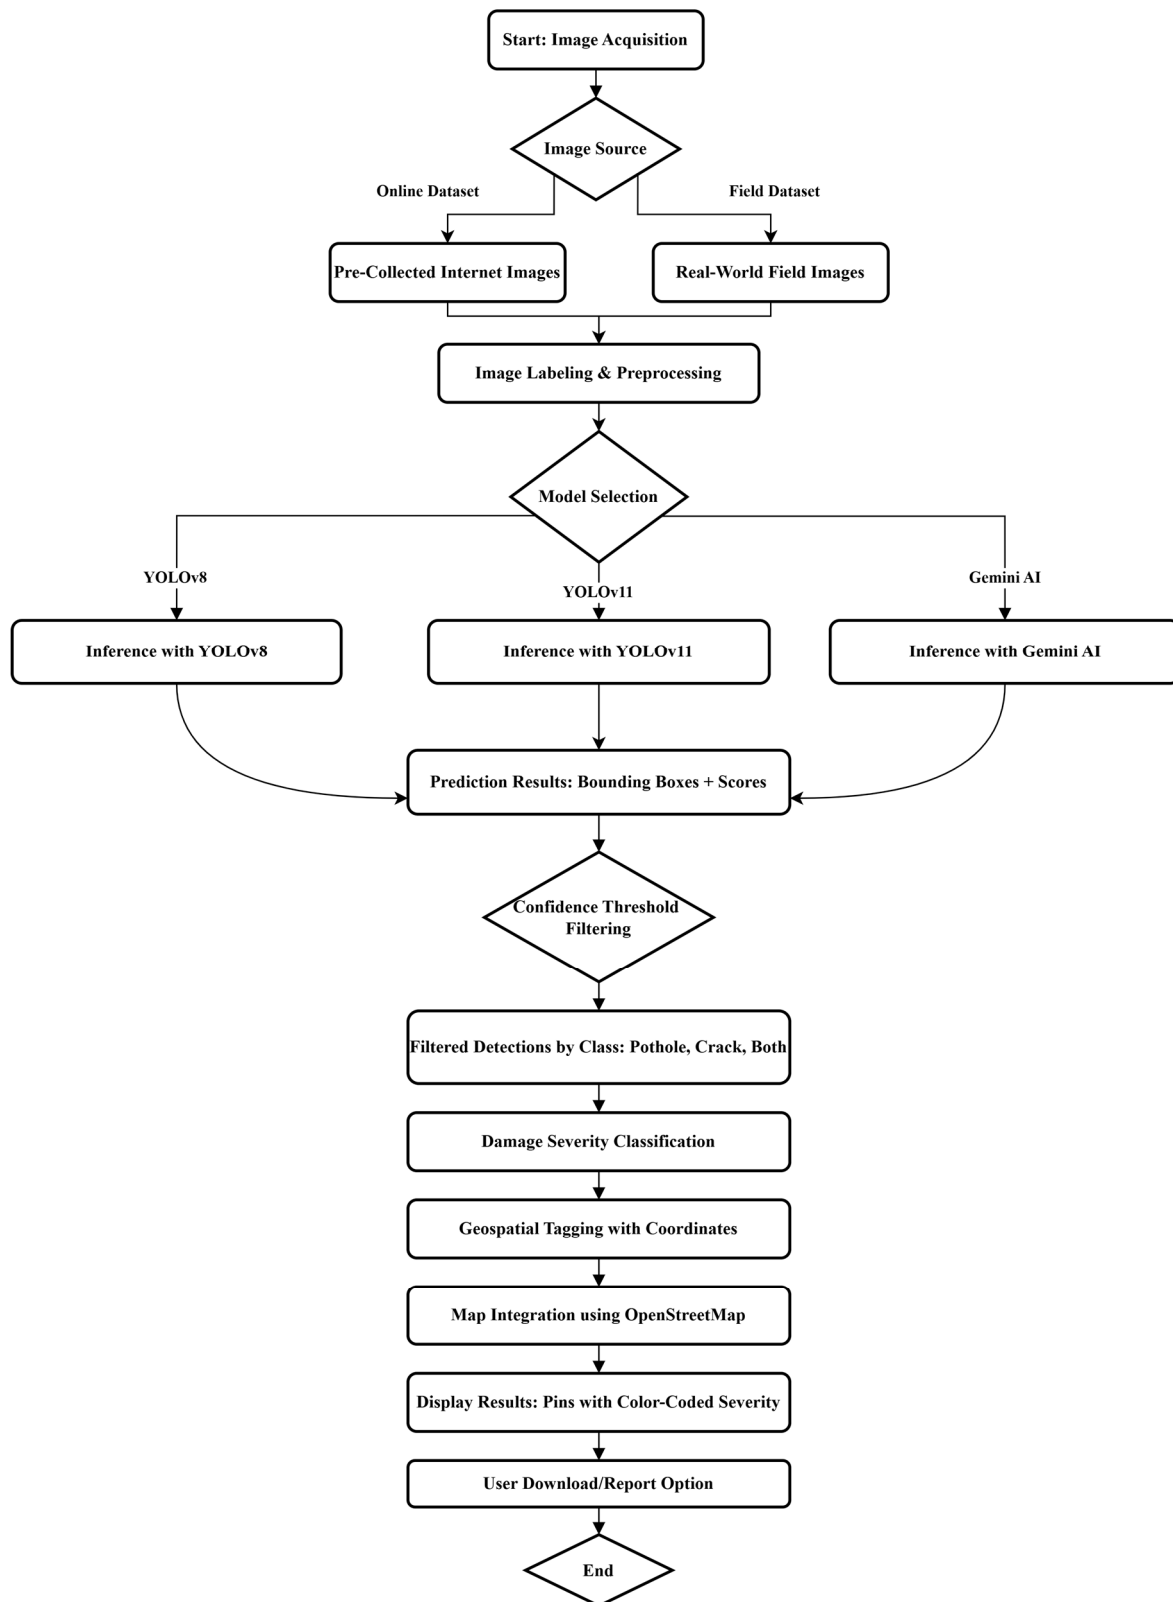 Start: Image Acquisition
Image Source
Online Dataset
Field Dataset
Pre-Collected Internet Images
Real-World Field Images
Image Labeling & Preprocessing
Model Selection
YOLOv8
YOLOv11
Gemini AI
Inference with YOLOv8
Inference with YOLOv11
Inference with Gemini AI
Prediction Results: Bounding Boxes + Scores
Confidence Threshold
Filtering
Filtered Detections by Class: Pothole, Crack, Both
Damage Severity Classification
Geospatial Tagging with Coordinates
Map Integration using OpenStreetMap
Display Results: Pins with Color-Coded Severity
User Download/Report Option
End